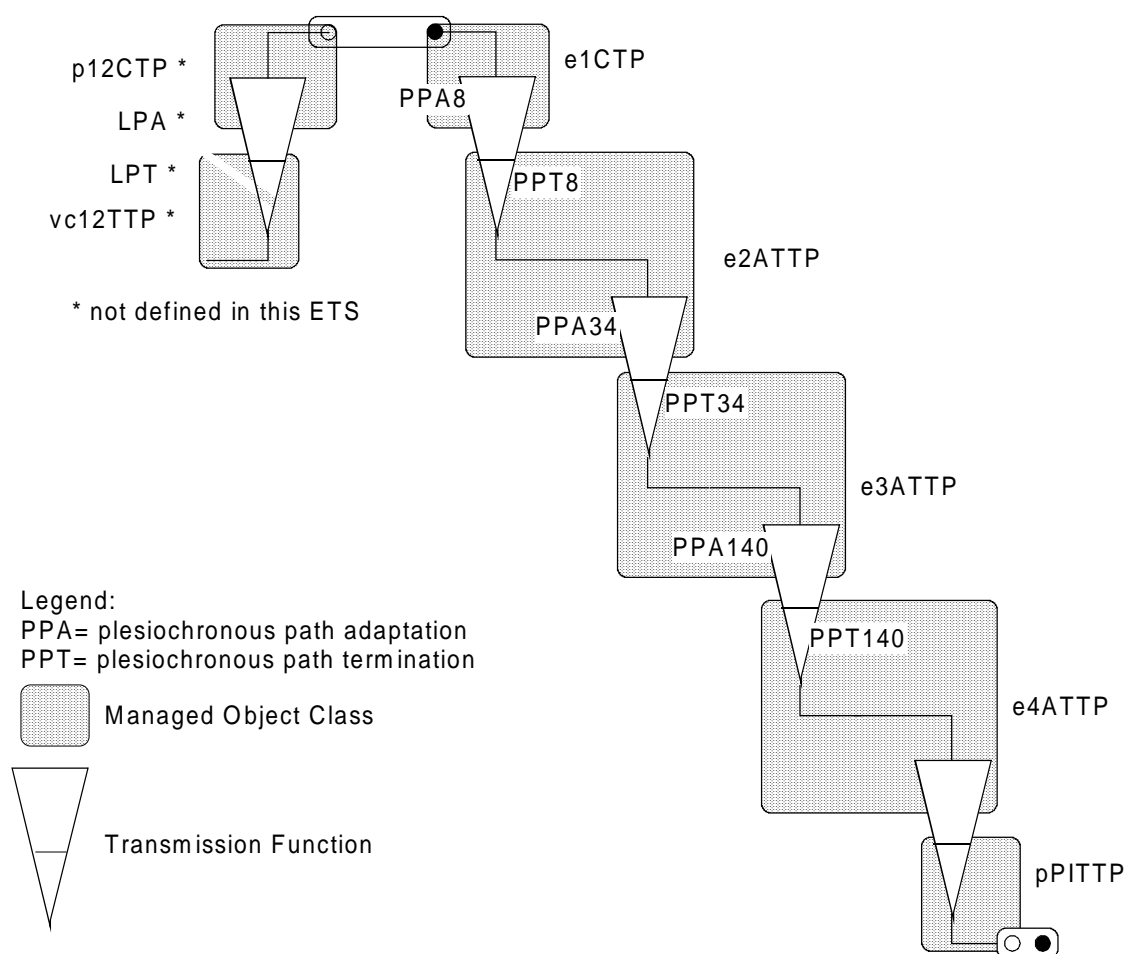 p12CTP *
e1CTP
PPA8
LPA *
LPT *
PPT8
vc12TTP *
e2ATTP
* not defined in this ETS
PPA34
PPT34
e3ATTP
PPA140
Legend:
PPA= plesiochronous path adaptation
PPT= plesiochronous path termination
PPT140
Managed Object Class
e4ATTP
Transmission Function
pPITTP